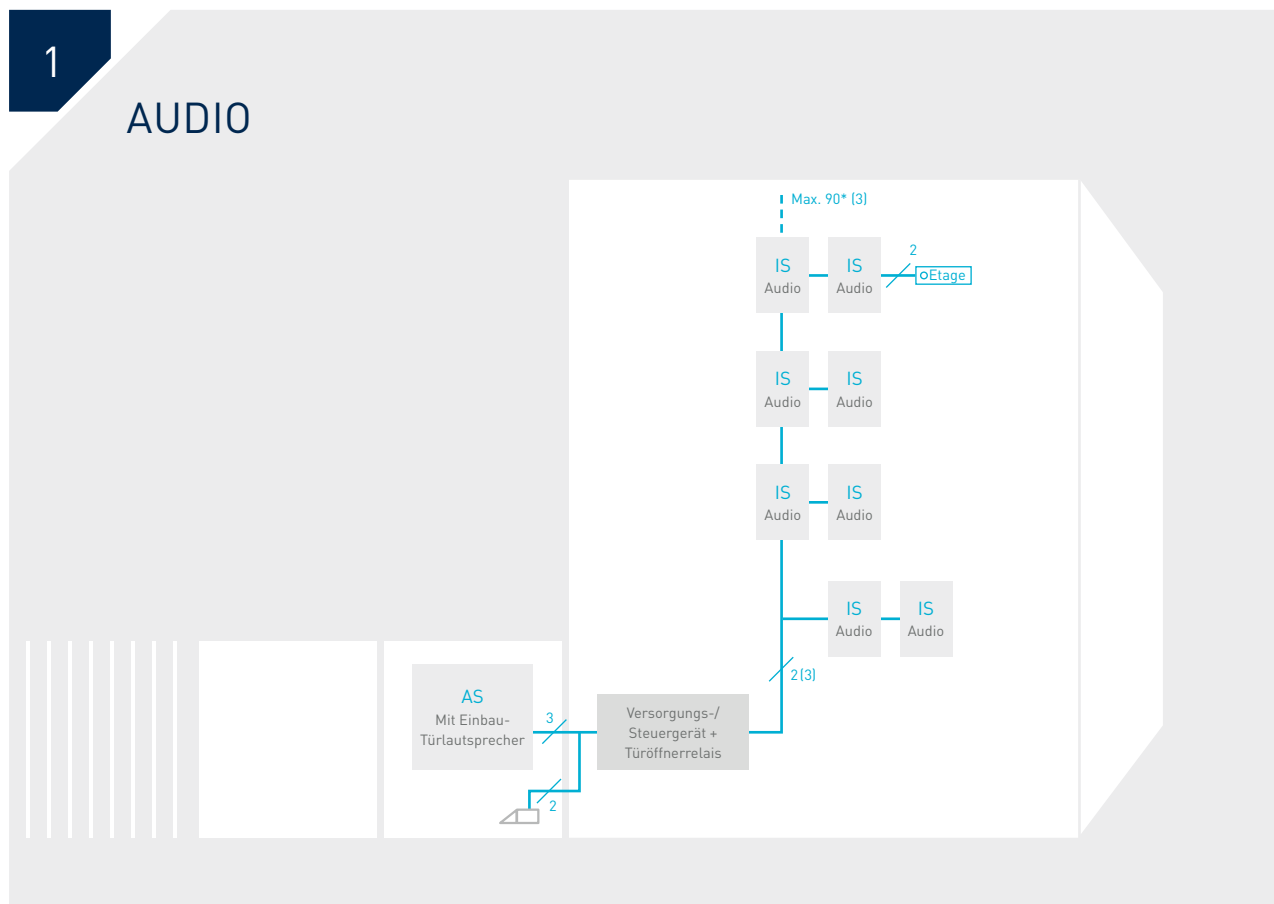 1
AUDIO
Max. 90* (3)
IS
Audio
IS
Audio
2
Etage
IS
Audio
IS
Audio
IS
Audio
IS
Audio
IS
Audio
IS
Audio
2(3)
AS
Mit Einbau-
Türlautsprecher
3
Versorgungs-/
Steuergerät +
Türöffnerrelais
2